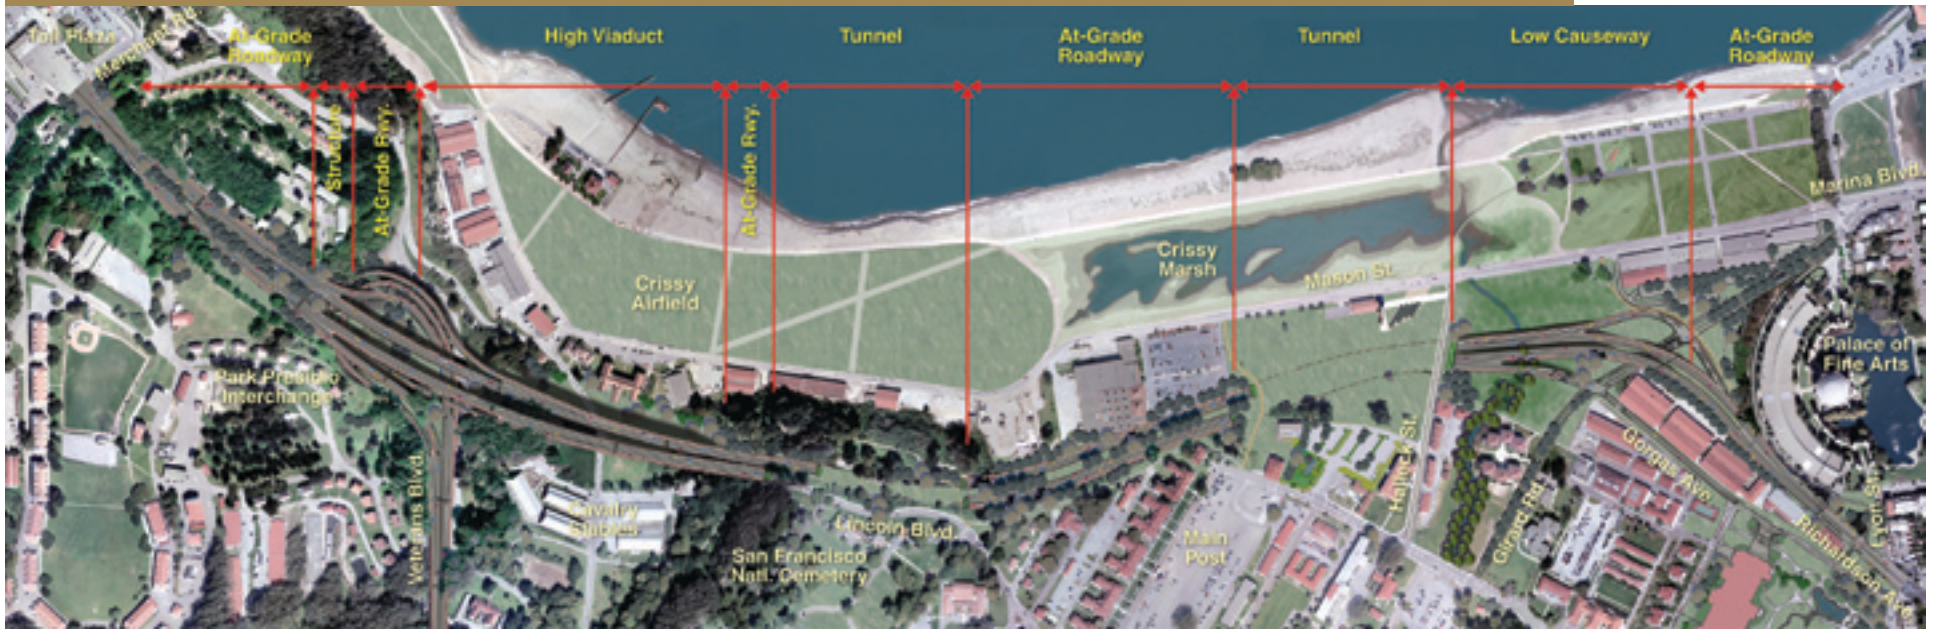 Toll Plaza
Merchant Rd.
At-Grade
Roadway
Structure
At-Grade Rwy.
High Viaduct
At-Grade Rwy.
Tunnel
At-Grade
Roadway
Tunnel
Low Causeway
At-Grade
Roadway
Marina Blvd.
Crissy
Airfield
Crissy
Marsh
Mason St.
Palace of
Fine Arts
Park Presidio
Interchange
Veterans Blvd.
Cavalry
Stables
San Francisco
Natl. Cemetery
Lincoln Blvd.
Main
Post
Halleck St.
Girard Rd.
Gorgas Ave.
Richardson Ave.
Lyon St.